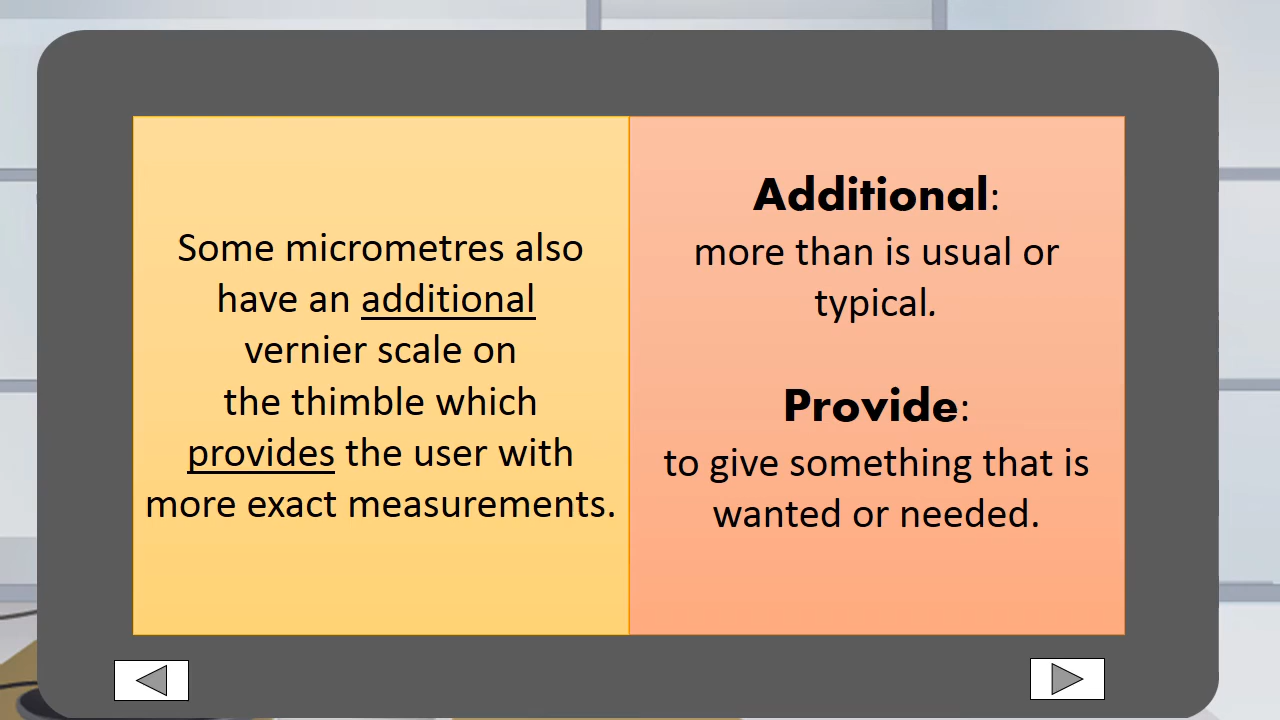 Some micrometres also
have an additional
vernier scale on
the thimble which
provides the user with
more exact measurements.
Additional:
more than is usual or
typical.
Provide:
to give something that is
wanted or needed.